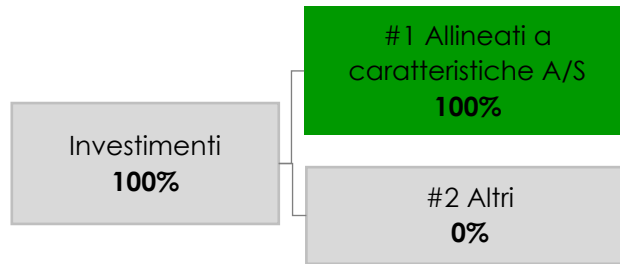 #1 Allineati a
caratteristiche A/S
100%
Investimenti
100%
#2 Altri
0%